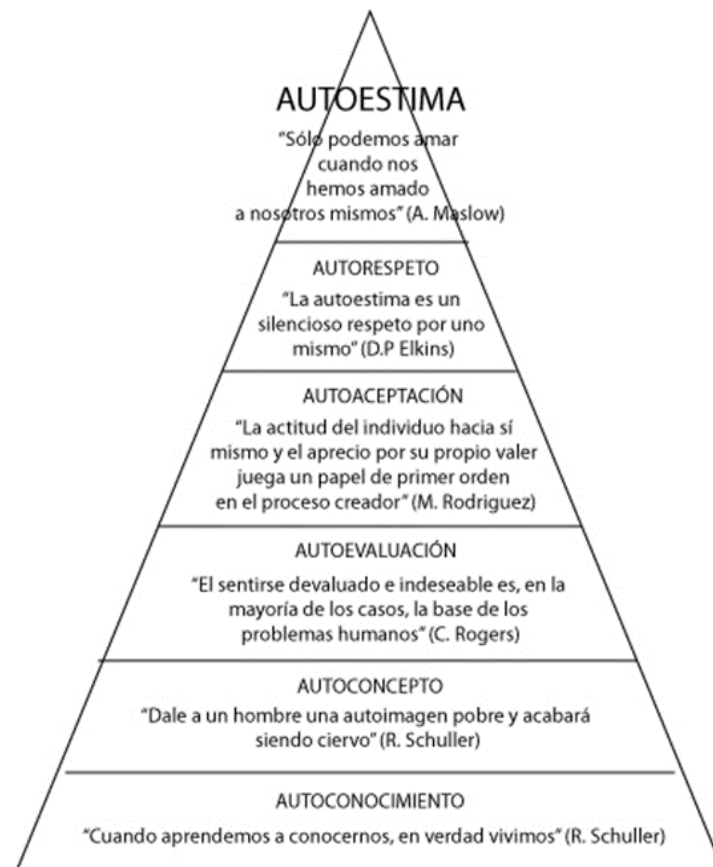 AUTOESTIMA
"Sólo podemos amar
cuando nos
hemos amado
a nosotros mismos" (A. Maslow)
AUTORESPETO
"La autoestima es un
silencioso respeto por uno
mismo" (D.P Elkins)
AUTOACEPTACIÓN
"La actitud del individuo hacia sí
mismo y el aprecio por su propio valer
juega un papel de primer orden
en el proceso creador" (M. Rodriguez)
AUTOEVALUACIÓN
"El sentirse devaluado e indeseable es, en la
mayoría de los casos, la base de los
problemas humanos" (C. Rogers)
AUTOCONCEPTO
"Dale a un hombre una autoimagen pobre y acabará
siendo ciervo" (R. Schuller)
AUTOCONOCIMIENTO
"Cuando aprendemos a conocernos, en verdad vivimos" (R. Schuller)